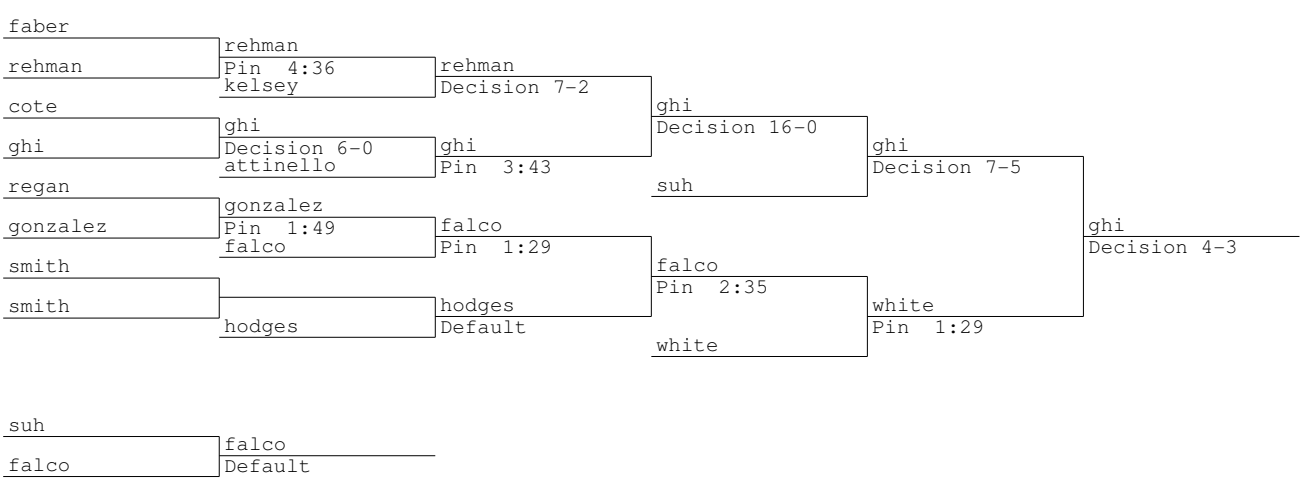 faber
rehman
rehman
Pin 4:36
rehman
kelsey
rehman
Decision 7-2
cote
ghi
ghi
Decision 16-0
ghi
Decision 6-0
ghi
attinello
Pin 3:43
ghi
Decision 7-5
regan
suh
gonzalez
gonzalez
Pin 1:49
falco
ghi
falco
Pin 1:29
Decision 4-3
smith
falco
Pin 2:35
smith
hodges
white
hodges
Default
Pin 1:29
white
suh
falco
falco
Default